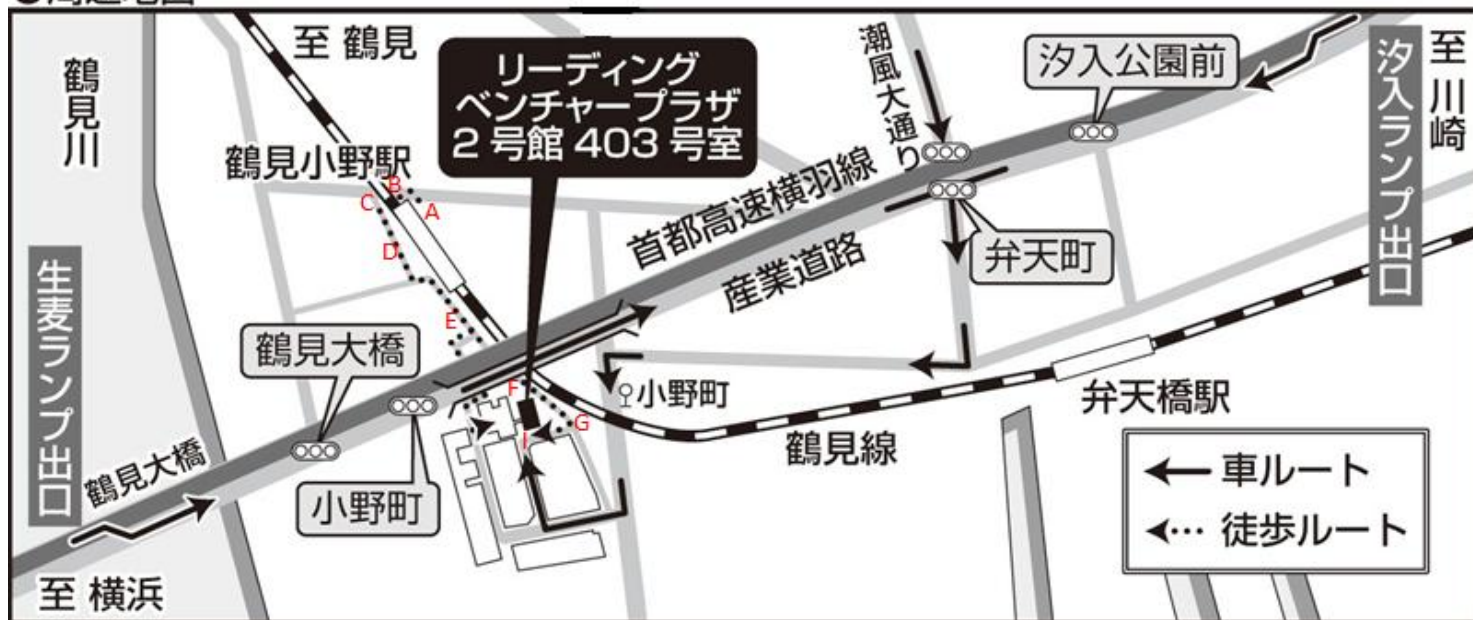 至 鶴見
鶴見川
リーディング
ベンチャープラザ
2号館 403号室
潮風大通り
汐入公園前
汐入ランプ出口
至 川崎
鶴見小野駅
B
C
A
D
首都高速横羽線
産業道路
弁天町
生麦ランプ出口
E
鶴見大橋
F
小野町
G
I
弁天橋駅
鶴見線
鶴見大橋
小野町
至 横浜
車ルート
徒歩ルート